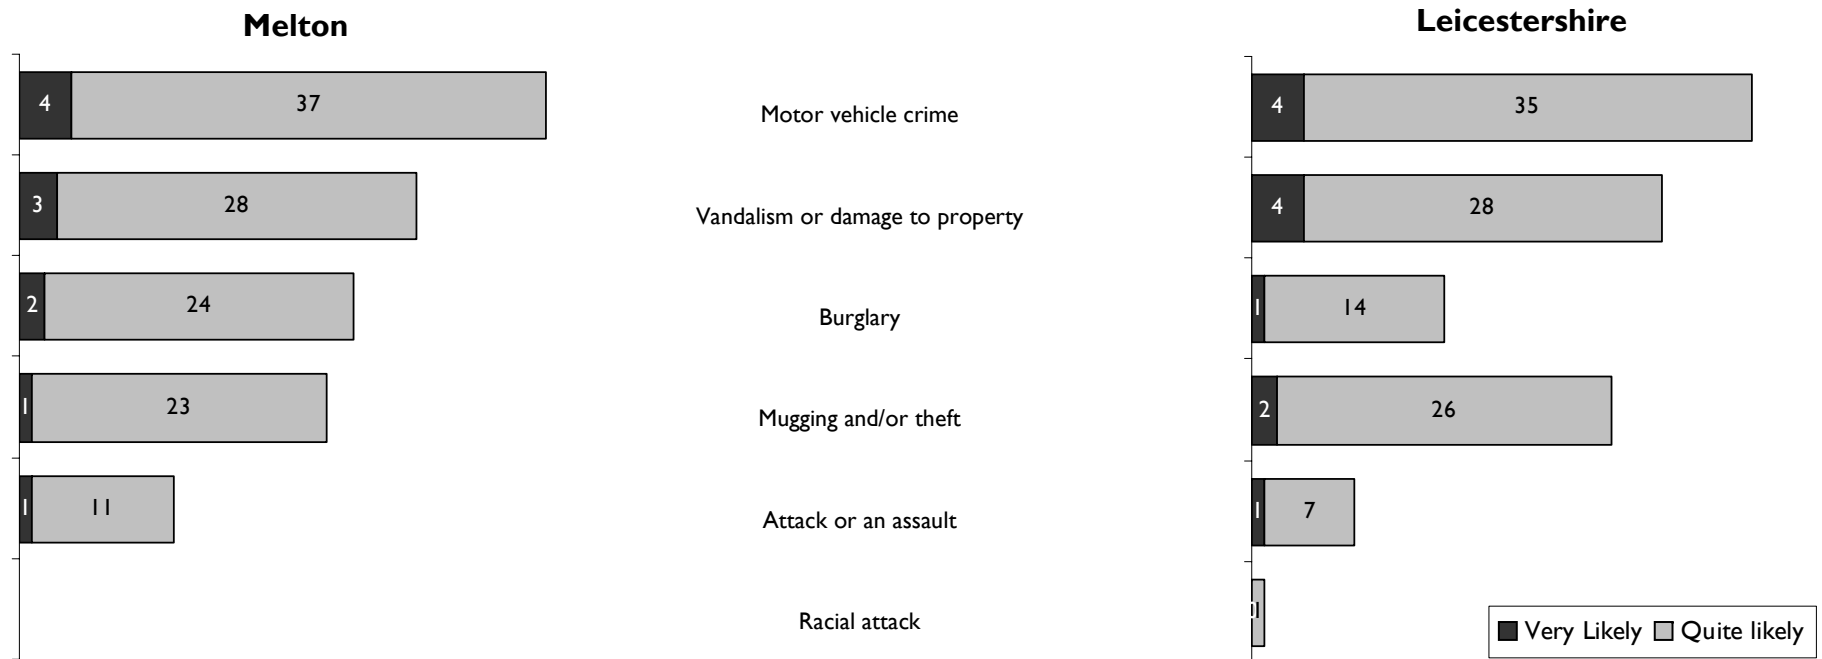 Melton
Leicestershire
4 37 Motor vehicle crime 4 35
3 28 Vandalism or damage to property 4 28
2 24 Burglary 1 14
1 23 Mugging and/or theft 2 26
1 11 Attack or an assault 1 7
Racial attack 1
Very Likely Quite likely